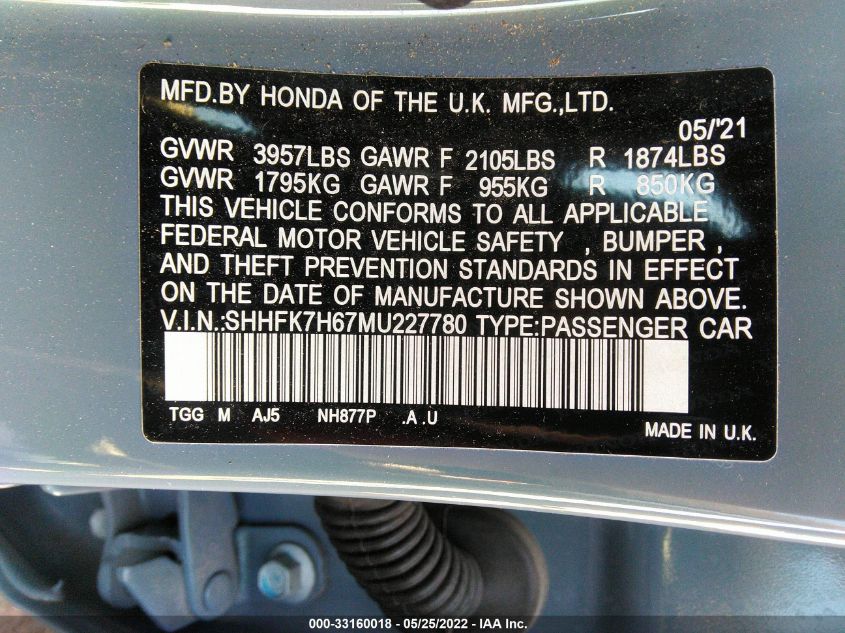 MFD.BY HONDA OF THE U.K. MFG.,LTD.
05/'21
GVWR 3957LBS GAWR F 2105LBS R 1874LBS
GVWR 1795KG GAWR F 955KG R 850KG
THIS VEHICLE CONFORMS TO ALL APPLICABLE
FEDERAL MOTOR VEHICLE SAFETY , BUMPER ,
AND THEFT PREVENTION STANDARDS IN EFFECT
ON THE DATE OF MANUFACTURE SHOWN ABOVE.
V.I.N.:SHHFK7H67MU227780 TYPE:PASSENGER CAR
TGG M AJ5 NH877P .A .U
MADE IN U.K.
000-33160018 - 05/25/2022 - IAA Inc.